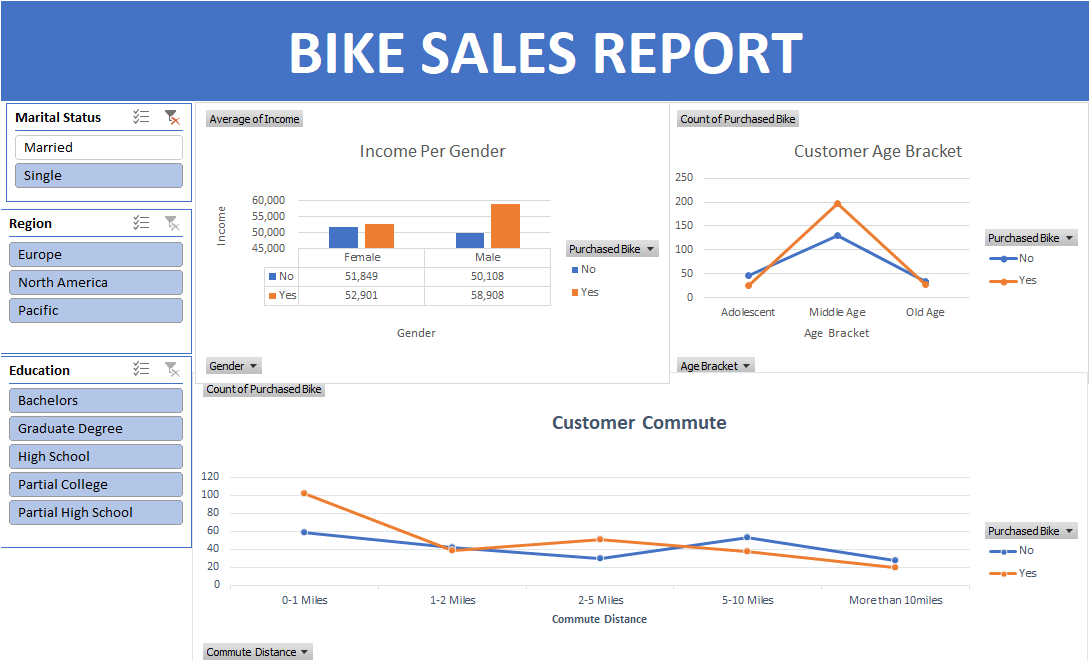 BIKE SALES REPORT
Marital Status
Married
Single
Region
Europe
North America
Pacific
Education
Bachelors
Graduate Degree
High School
Partial College
Partial High School
Average of Income
Income Per Gender
Income
60,000
55,000
50,000
45,000
Female Male
No 51,849 50,108
Yes 52,901 58,908
Gender
Purchased Bike
No
Yes
Gender
Count of Purchased Bike
Customer Age Bracket
250
200
150
100
50
0
Adolescent Middle Age Old Age
Age Bracket
Purchased Bike
No
Yes
Age Bracket
Count of Purchased Bike
Customer Commute
120
100
80
60
40
20
0
0-1 Miles 1-2 Miles 2-5 Miles 5-10 Miles More than 10miles
Commute Distance
Purchased Bike
No
Yes
Commute Distance